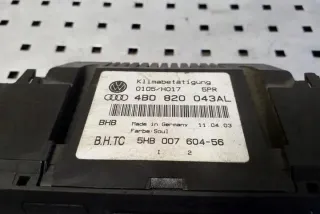 Klimabetätigung
0105/H017 SPR
4B0 820 043AL
BHB Made in Germany 11.04.03
Farbe:Soul
B.H.TC 5HB 007 604-56
1 2